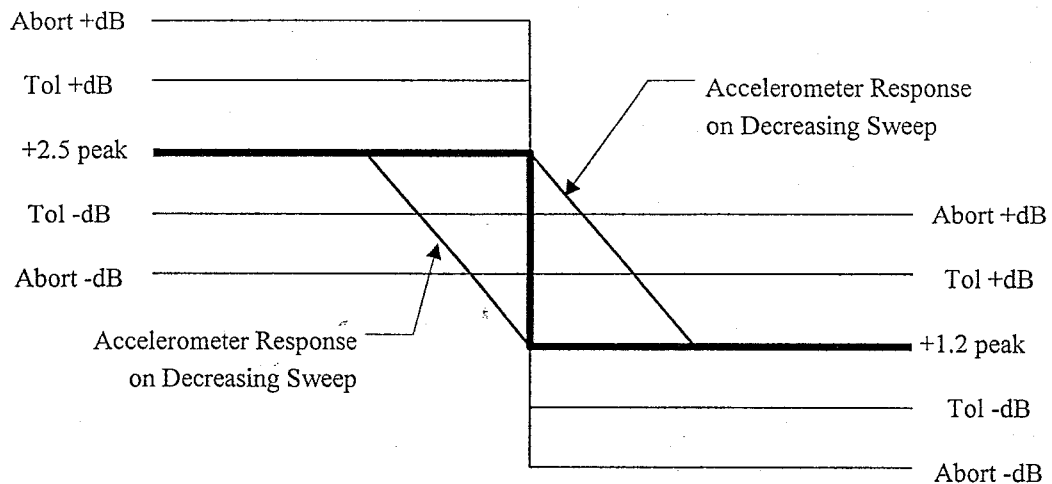 Abort +dB
Tol +dB
+2.5 peak
Tol -dB
Abort -dB
Accelerometer Response
on Decreasing Sweep
Accelerometer Response
on Decreasing Sweep
Abort +dB
Tol +dB
+1.2 peak
Tol -dB
Abort -dB